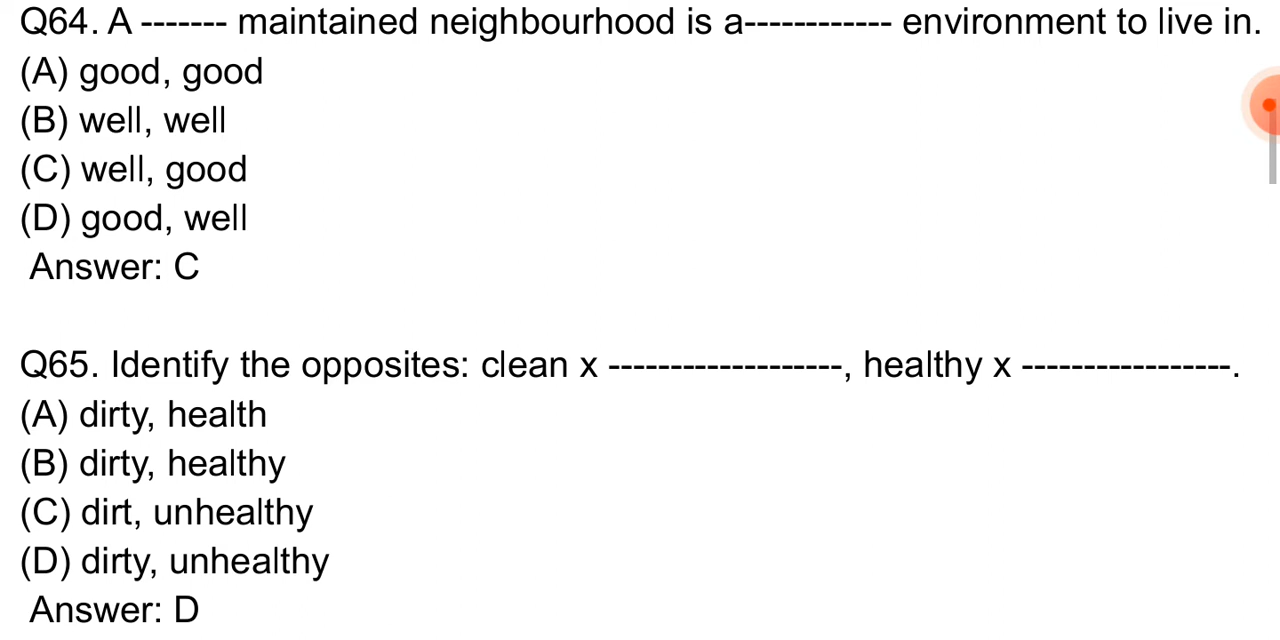 Q64. A ------- maintained neighbourhood is a------------ environment to live in.
(A) good, good
(B) well, well
(C) well, good
(D) good, well
Answer: C
Q65. Identify the opposites: clean x -------------------, healthy x -----------------.
(A) dirty, health
(B) dirty, healthy
(C) dirt, unhealthy
(D) dirty, unhealthy
Answer: D